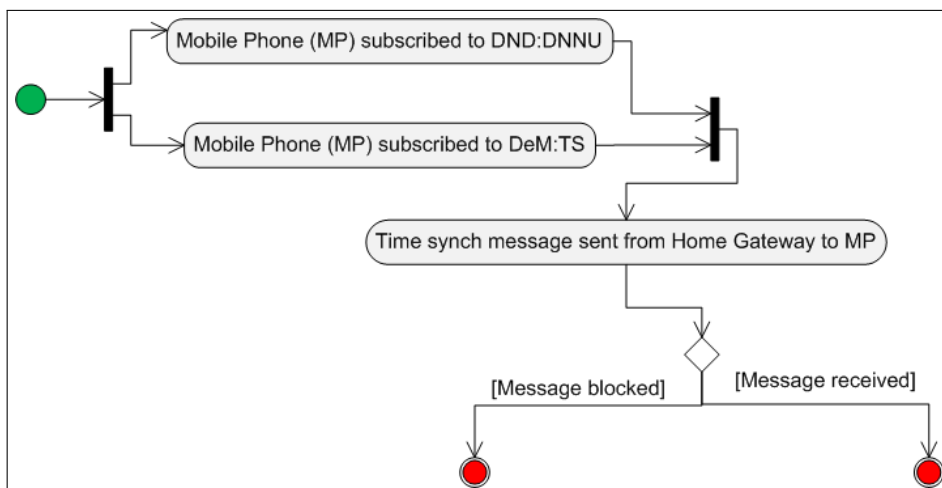 Mobile Phone (MP) subscribed to DND:DNNU
Mobile Phone (MP) subscribed to DeM:TS
Time synch message sent from Home Gateway to MP
[Message blocked]
[Message received]